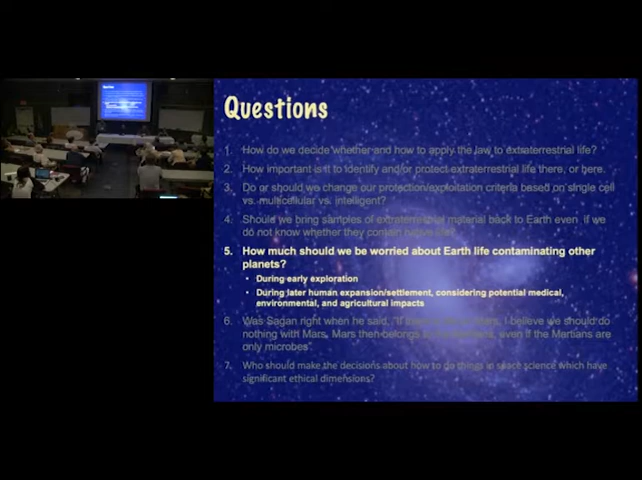 Questions
1. How do we decide whether and how to apply the law to extraterrestrial life?
2. How important is it to identify and/or protect extraterrestrial life there, or here.
3. Do or should we change our protection/exploitation criteria based on single cell
vs. multicellular vs. intelligent?
4. Should we bring samples of extraterrestrial material back to Earth even if we
do not know whether they contain native life?
5. How much should we be worried about Earth life contaminating other
planets?
• During early exploration
• During later human expansion/settlement, considering potential medical,
environmental, and agricultural impacts
6. Was Sagan right when he said, "If there is life on Mars, I believe we should do
nothing with Mars. Mars then belongs to the Martians, even if the Martians are
only microbes"
7. Who should make the decisions about how to do things in space science which have
significant ethical dimensions?